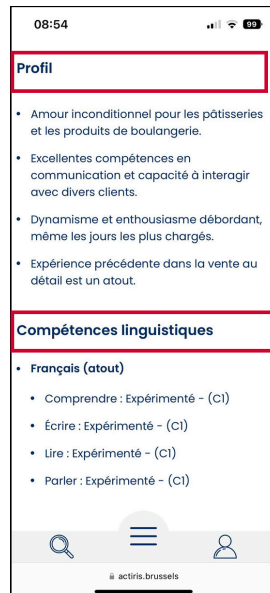 08:54
99
Profil
• Amour inconditionnel pour les pâtisseries
et les produits de boulangerie.
• Excellentes compétences en
communication et capacité à interagir
avec divers clients.
• Dynamisme et enthousiasme débordant,
même les jours les plus chargés.
• Expérience précédente dans la vente au
détail est un atout.
Compétences linguistiques
• Français (atout)
• Comprendre : Expérimenté - (C1)
• Écrire : Expérimenté - (C1)
• Lire : Expérimenté - (C1)
• Parler : Expérimenté - (C1)
actiris.brussels